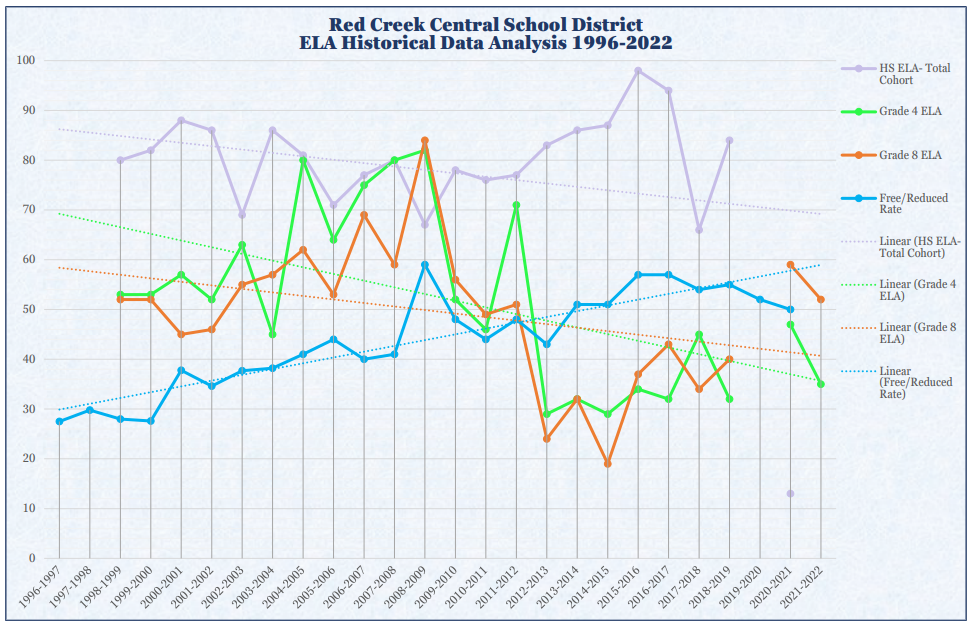 Red Creek Central School District
ELA Historical Data Analysis 1996-2022
100
90
80
70
60
50
40
30
20
10
0
1996-1997
1997-1998
1998-1999
1999-2000
2000-2001
2001-2002
2002-2003
2003-2004
2004-2005
2005-2006
2006-2007
2007-2008
2008-2009
2009-2010
2010-2011
2011-2012
2012-2013
2013-2014
2014-2015
2015-2016
2016-2017
2017-2018
2018-2019
2019-2020
2020-2021
2021-2022
HS ELA- Total
Cohort
Grade 4 ELA
Grade 8 ELA
Free/Reduced
Rate
Linear (HS ELA-
Total Cohort)
Linear (Grade 4
ELA)
Linear (Grade 8
ELA)
Linear
(Free/Reduced
Rate)